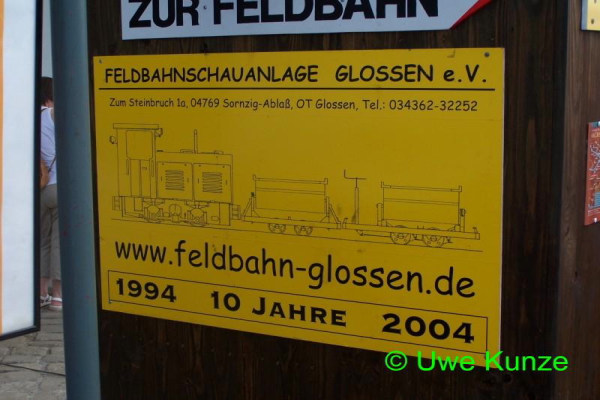 ZUR FELDBAHN
FELDBAHNSCHAUANLAGE GLOSSEN e.V.
Zum Steinbruch 1a, 04769 Sornzig-Ablaß, OT Glossen, Tel.: 034362-32252
www.feldbahn-glossen.de
1994 10 JAHRE 2004
© Uwe Kunze